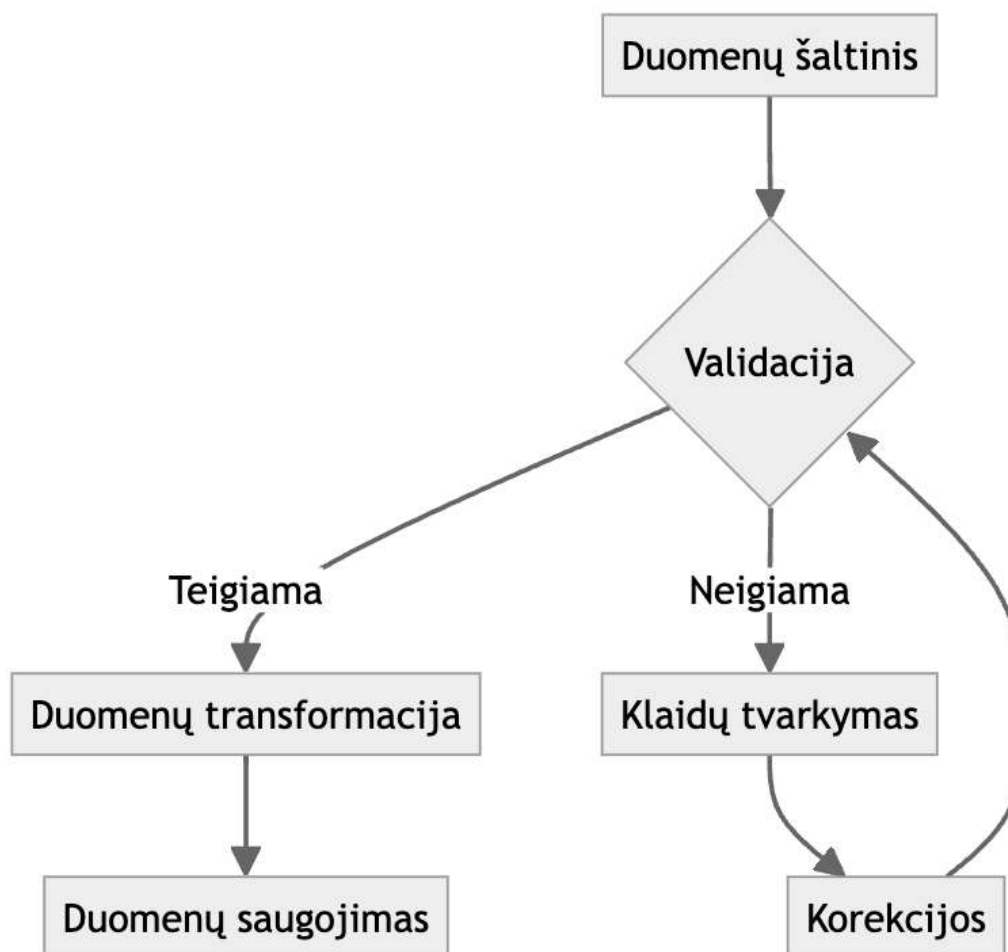 Duomenų šaltinis
Validacija
Teigiama
Neigiama
Duomenų transformacija
Klaidų tvarkymas
Duomenų saugojimas
Korekcijos